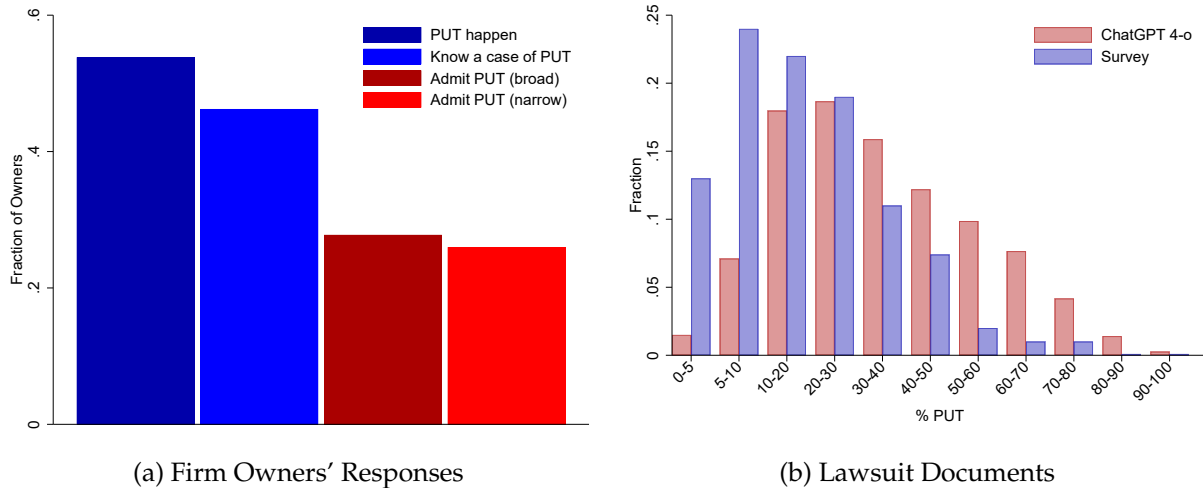 .6
.4
.2
0
Fraction of Owners
PUT happen
Know a case of PUT
Admit PUT (broad)
Admit PUT (narrow)
(a) Firm Owners’ Responses
.25
.2
.15
.1
.05
0
Fraction
ChatGPT 4-o
Survey
0-5
5-10
10-20
20-30
30-40
40-50
50-60
60-70
70-80
80-90
90-100
% PUT
(b) Lawsuit Documents